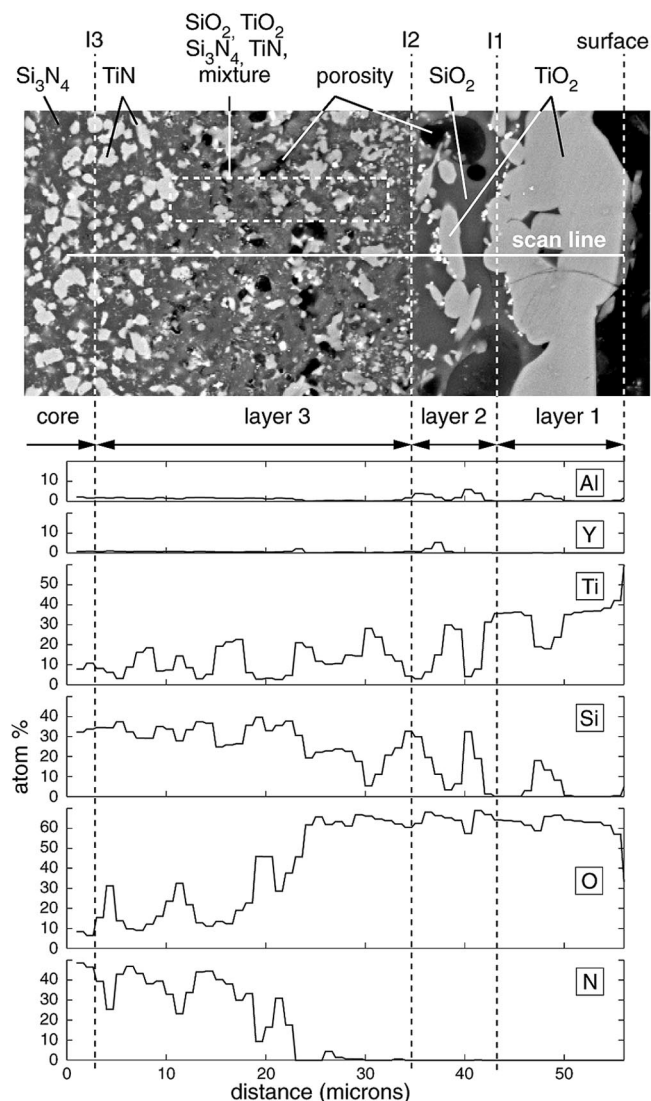 SiO2, TiO2
Si3N4, TiN,
mixture
I3
I2
I1
surface
Si3N4
TiN
porosity
SiO2
TiO2
scan line
core
layer 3
layer 2
layer 1
10
0
Al
10
0
Y
50
40
30
20
10
0
Ti
40
30
20
10
0
Si
60
50
40
30
20
10
0
O
40
30
20
10
0
N
atom %
0
10
20
30
40
50
distance (microns)